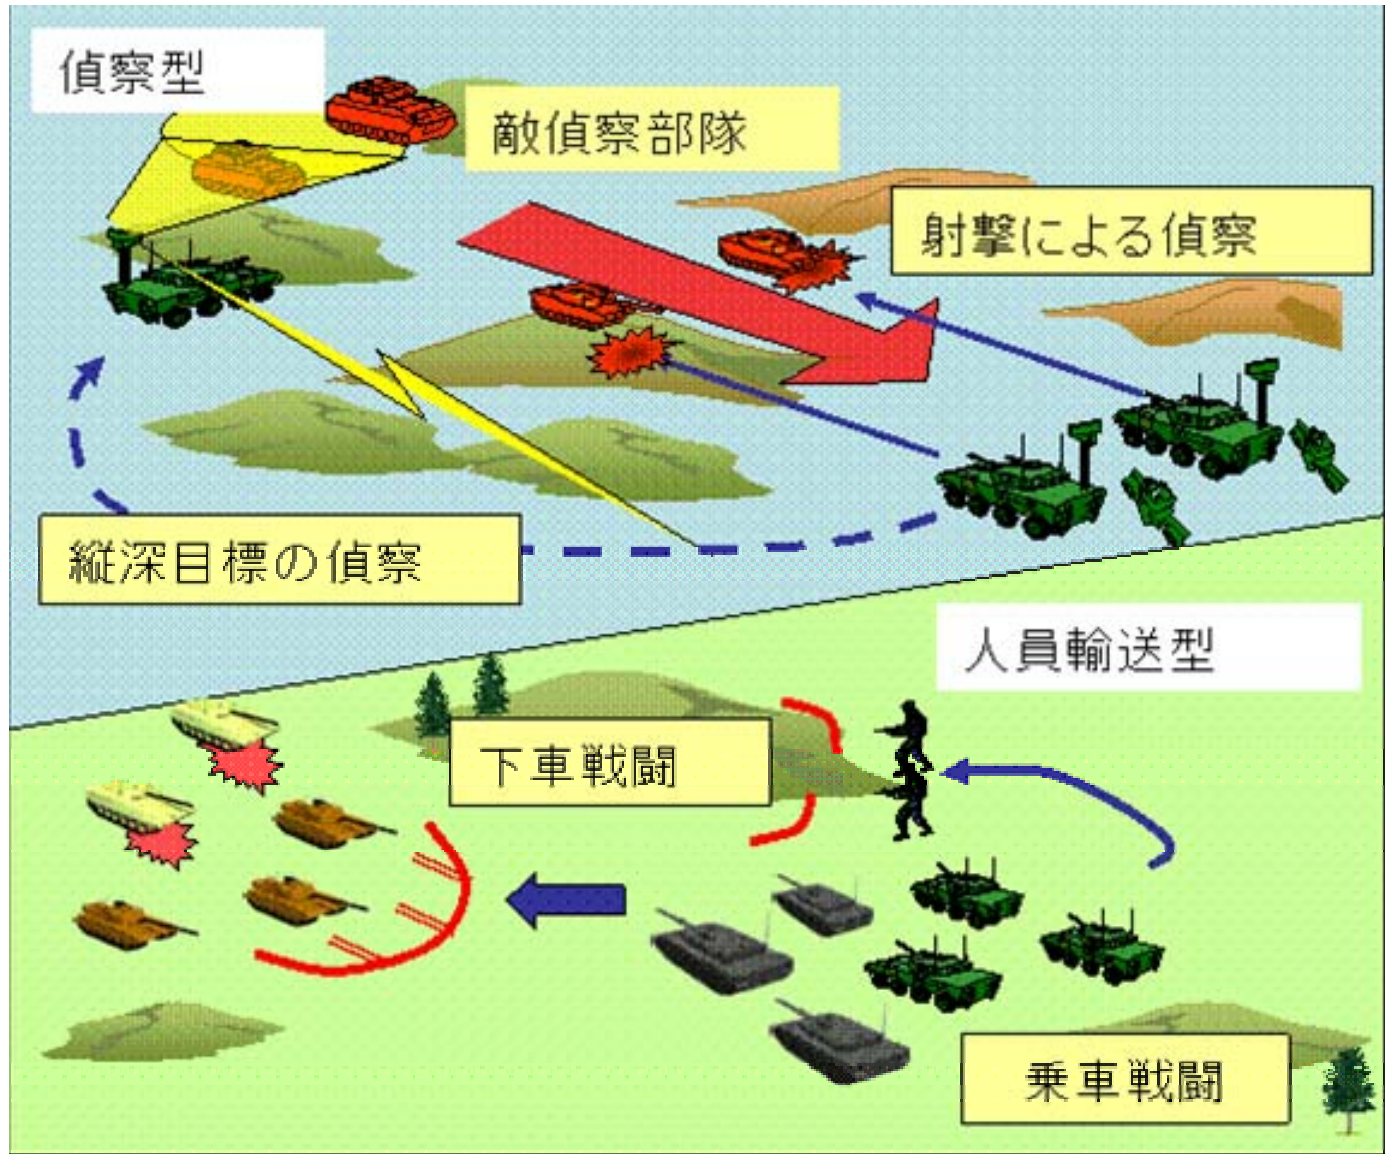 偵察型
敵偵察部隊
射撃による偵察
縦深目標の偵察
人員輸送型
下車戦闘
乗車戦闘